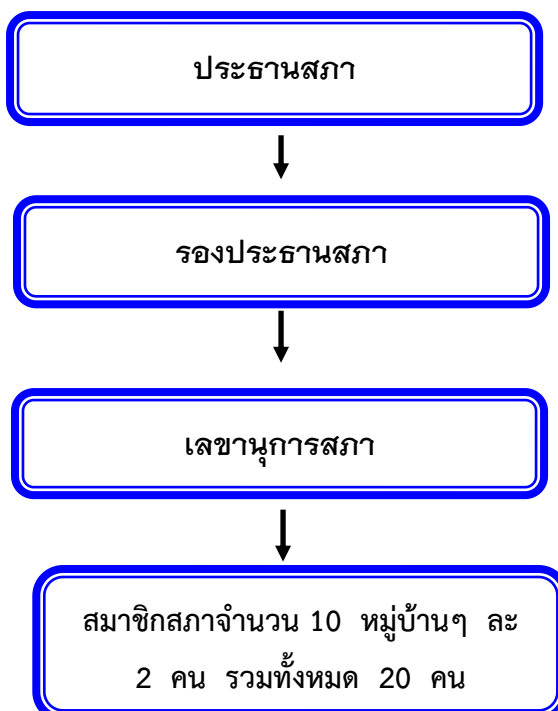 ประธานสภา
รองประธานสภา
เลขานุการสภา
สมาชิกสภาจำนวน 10 หมู่บ้านๆ ละ
2 คน รวมทั้งหมด 20 คน